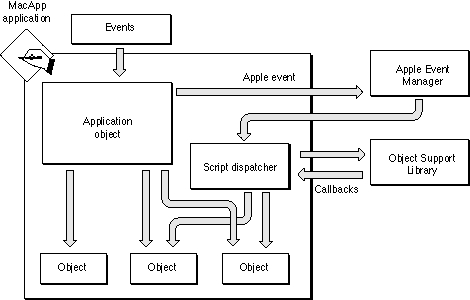 MacApp
application
Events
Apple event
Apple Event
Manager
Application
object
Script dispatcher
Object Support
Library
Callbacks
Object
Object
Object